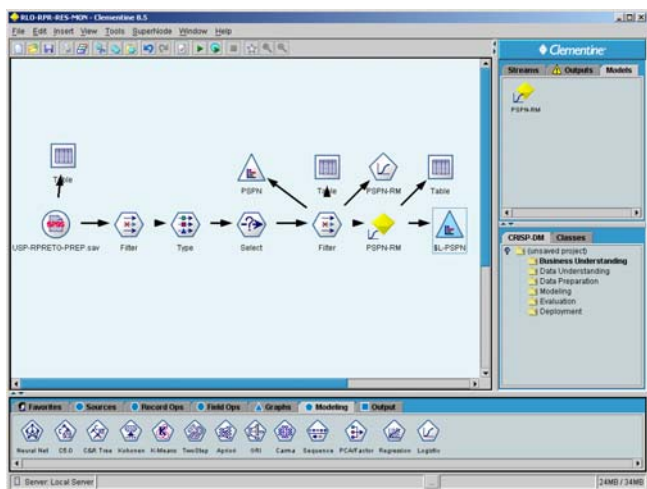 RLO-RPR-RES-MON - Clementine 8.5
File Edit Insert View Tools SuperNode Window Help
Clementine
Streams Outputs Models
PSPN-RM
Table
PSPN
Table
PSPN-RM
Table
USP-RPRETO-PREP.sav
Filter
Type
Select
Filter
PSPN-RM
$L-PSPN
CRISP-DM Classes
(unsaved project)
Business Understanding
Data Understanding
Data Preparation
Modeling
Evaluation
Deployment
Favorites Sources Record Ops Field Ops Graphs Modeling Output
Neural Net C5.0 C&R Tree Kohonen K-Means TwoStep Apriori GRI Carma Sequence PCA/Factor Regression Logistic
Server: Local Server
...
24MB / 34MB